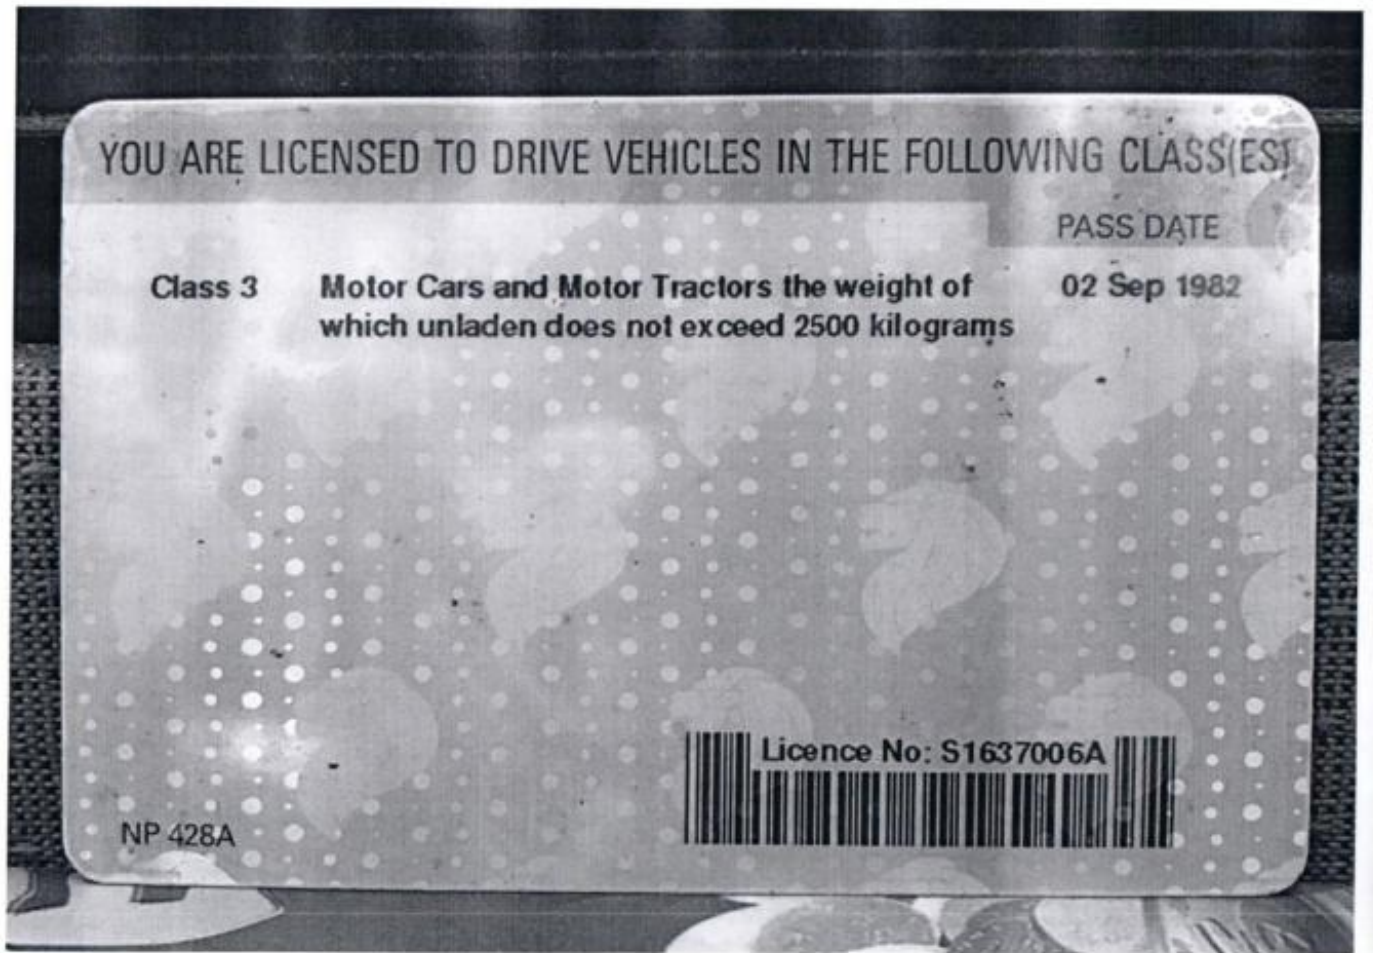 YOU ARE LICENSED TO DRIVE VEHICLES IN THE FOLLOWING CLASS(ES)
PASS DATE
Class 3 Motor Cars and Motor Tractors the weight of 02 Sep 1982
which unladen does not exceed 2500 kilograms
Licence No: S1637006A
NP 428A